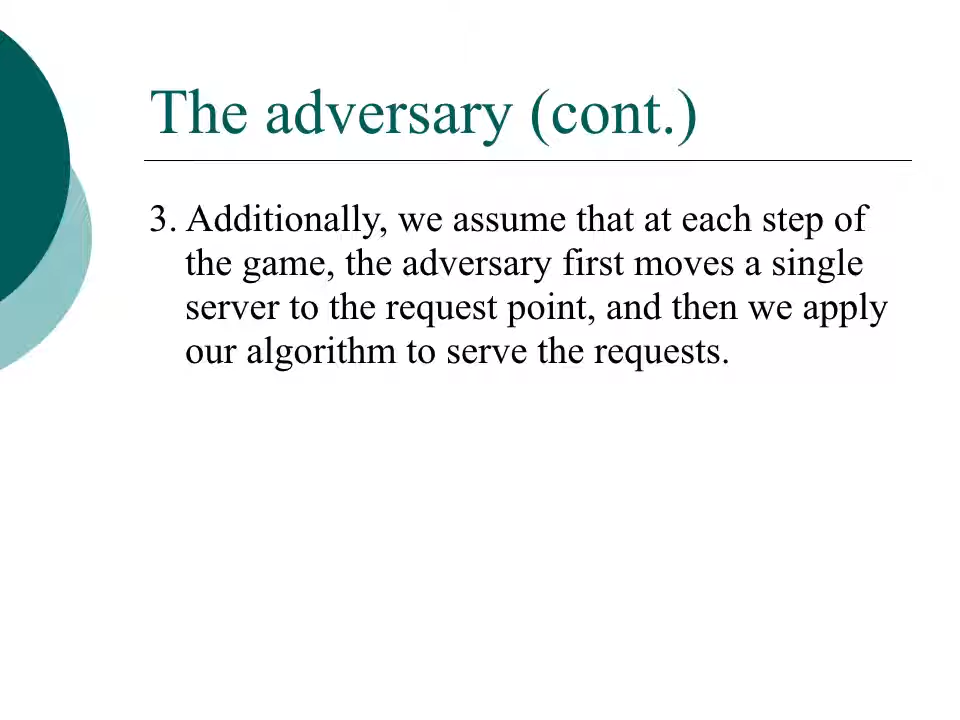 The adversary (cont.)
3. Additionally, we assume that at each step of
the game, the adversary first moves a single
server to the request point, and then we apply
our algorithm to serve the requests.